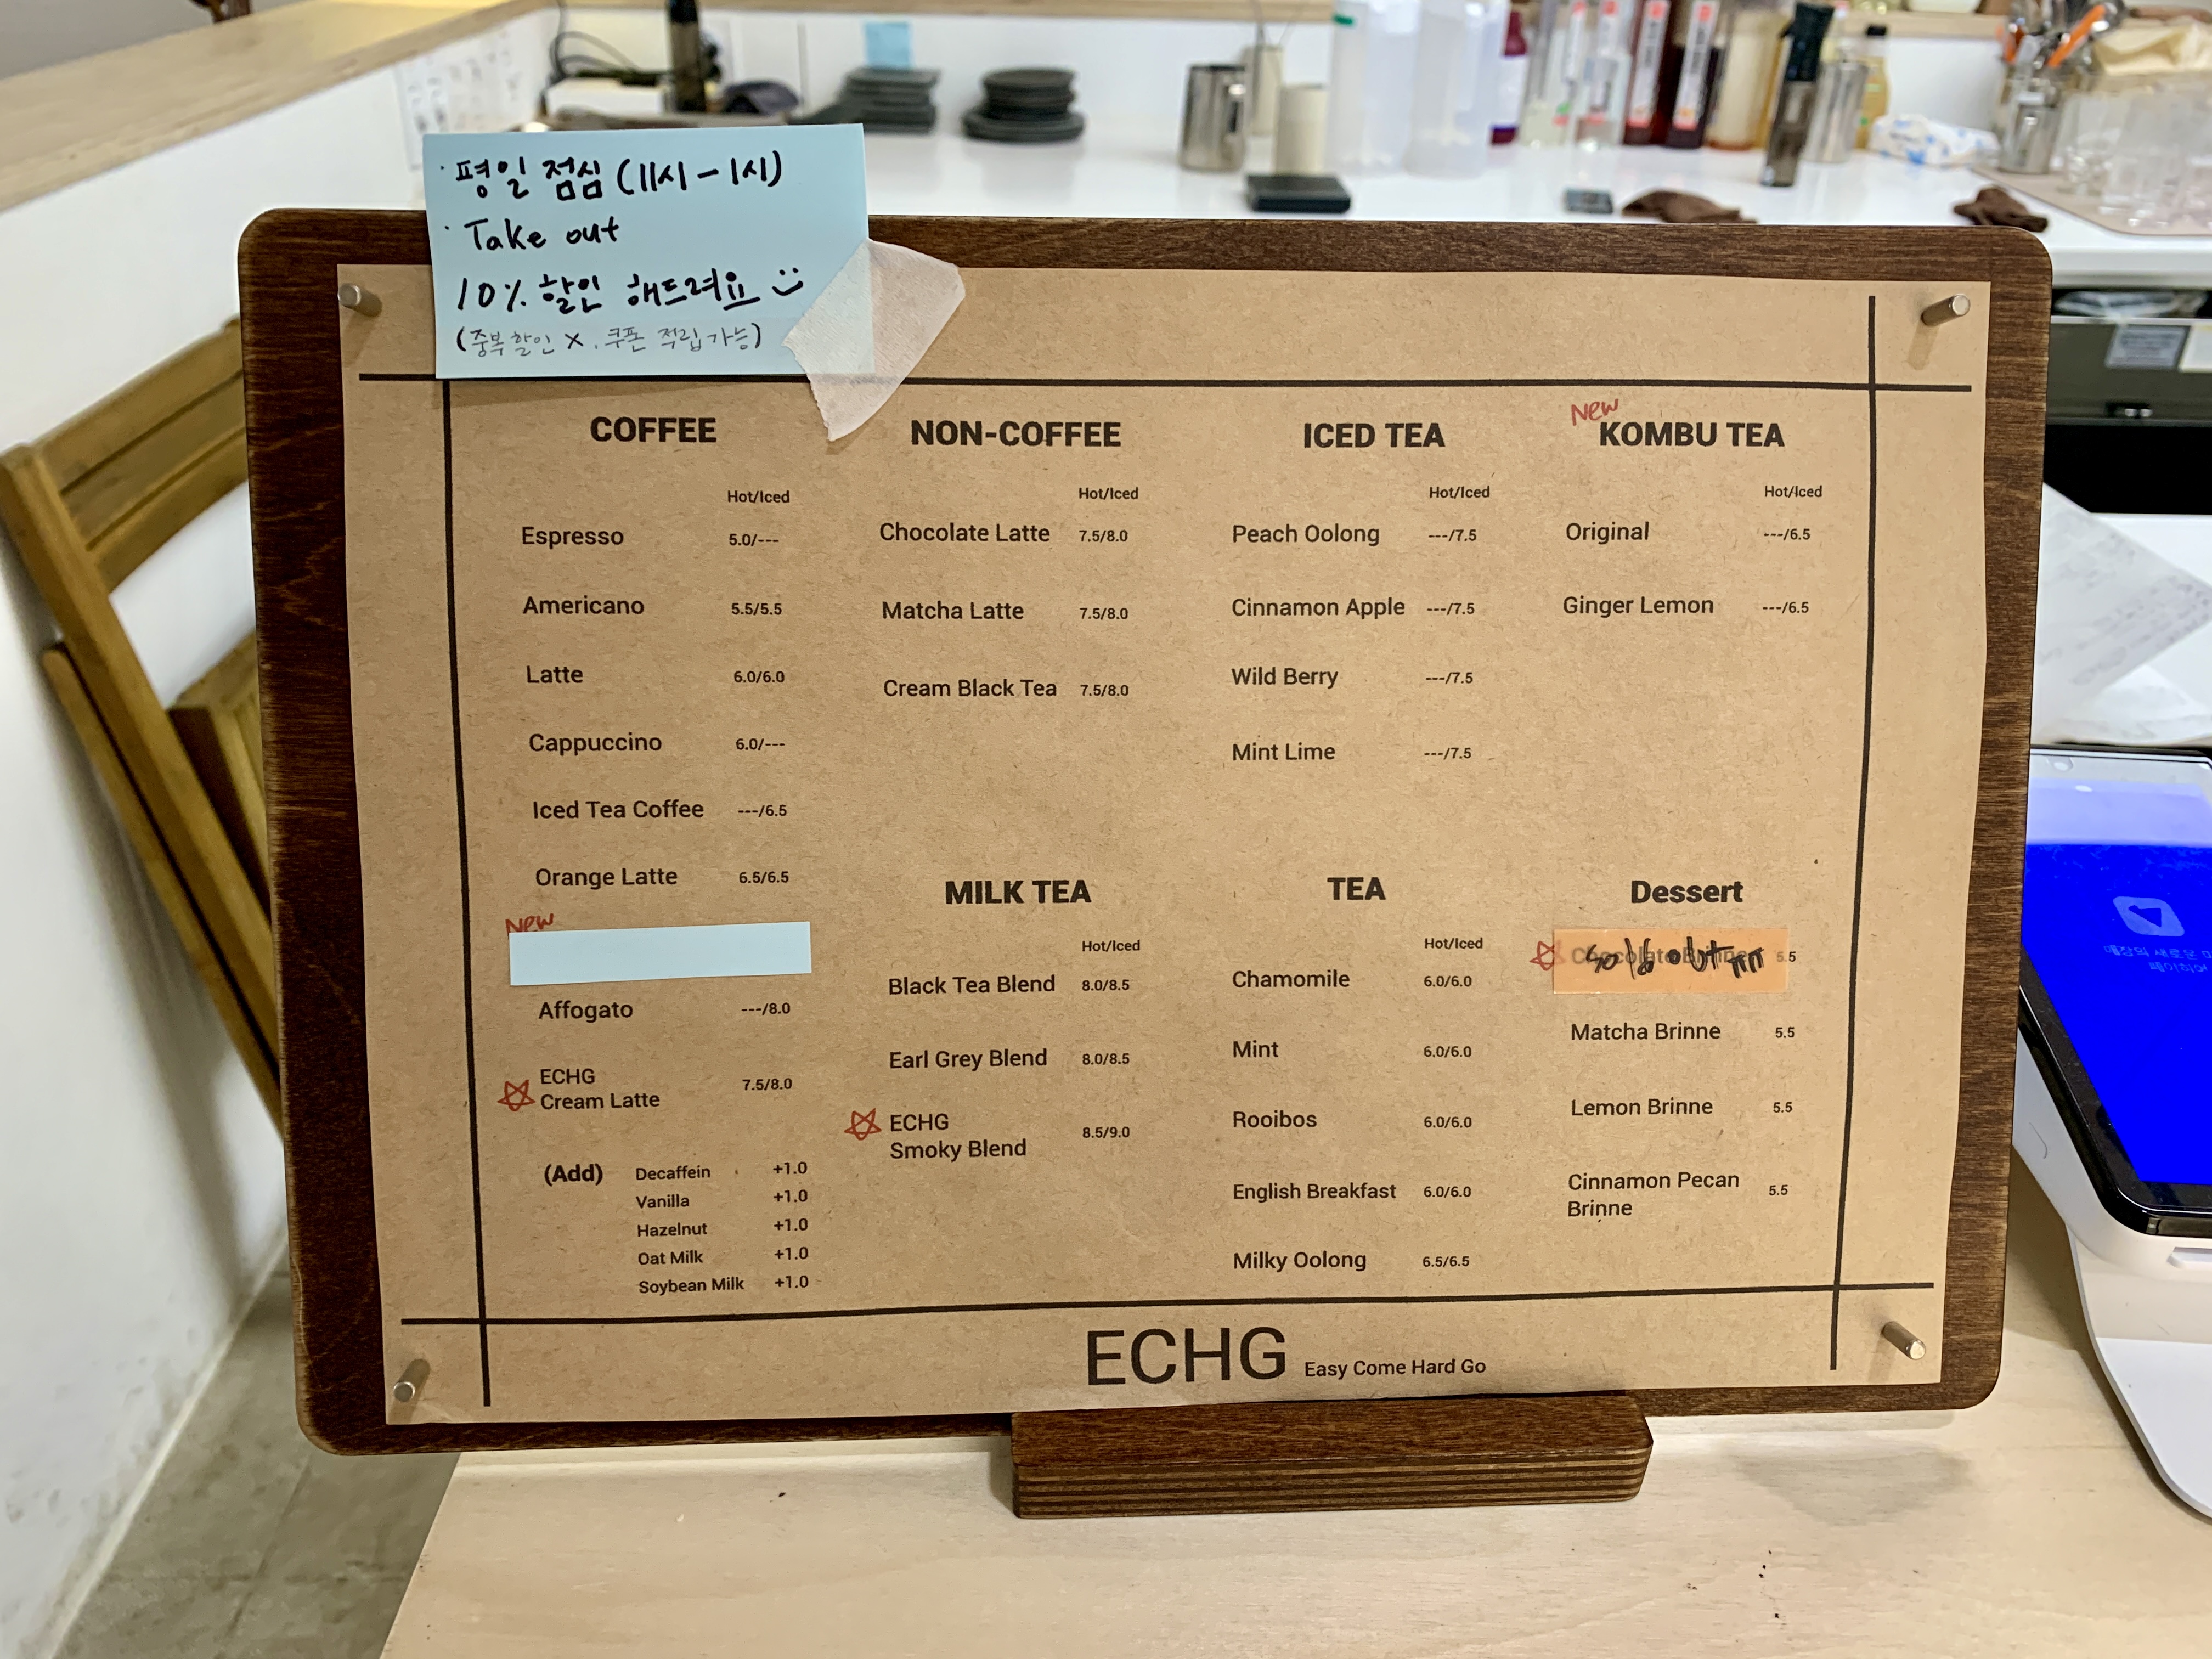 · 평일 점심 (11시 - 1시)
· Take out
10% 할인 해드려요
(중복할인 X. 쿠폰 적립가능)
COFFEE
Hot/Iced
Espresso 5.0/---
Americano 5.5/5.5
Latte 6.0/6.0
Cappuccino 6.0/---
Iced Tea Coffee ---/6.5
Orange Latte 6.5/6.5
New
Affogato ---/8.0
ECHG
Cream Latte 7.5/8.0
(Add) Decaffein +1.0
Vanilla +1.0
Hazelnut +1.0
Oat Milk +1.0
Soybean Milk +1.0
NON-COFFEE
Hot/Iced
Chocolate Latte 7.5/8.0
Matcha Latte 7.5/8.0
Cream Black Tea 7.5/8.0
MILK TEA
Hot/Iced
Black Tea Blend 8.0/8.5
Earl Grey Blend 8.0/8.5
ECHG
Smoky Blend 8.5/9.0
ICED TEA
Hot/Iced
Peach Oolong ---/7.5
Cinnamon Apple ---/7.5
Wild Berry ---/7.5
Mint Lime ---/7.5
TEA
Hot/Iced
Chamomile 6.0/6.0
Mint 6.0/6.0
Rooibos 6.0/6.0
English Breakfast 6.0/6.0
Milky Oolong 6.5/6.5
New
KOMBU TEA
Hot/Iced
Original ---/6.5
Ginger Lemon ---/6.5
Dessert
Chocolate Brinne 5.5
Sold out ㅠㅠ
Matcha Brinne 5.5
Lemon Brinne 5.5
Cinnamon Pecan
Brinne 5.5
ECHG Easy Come Hard Go